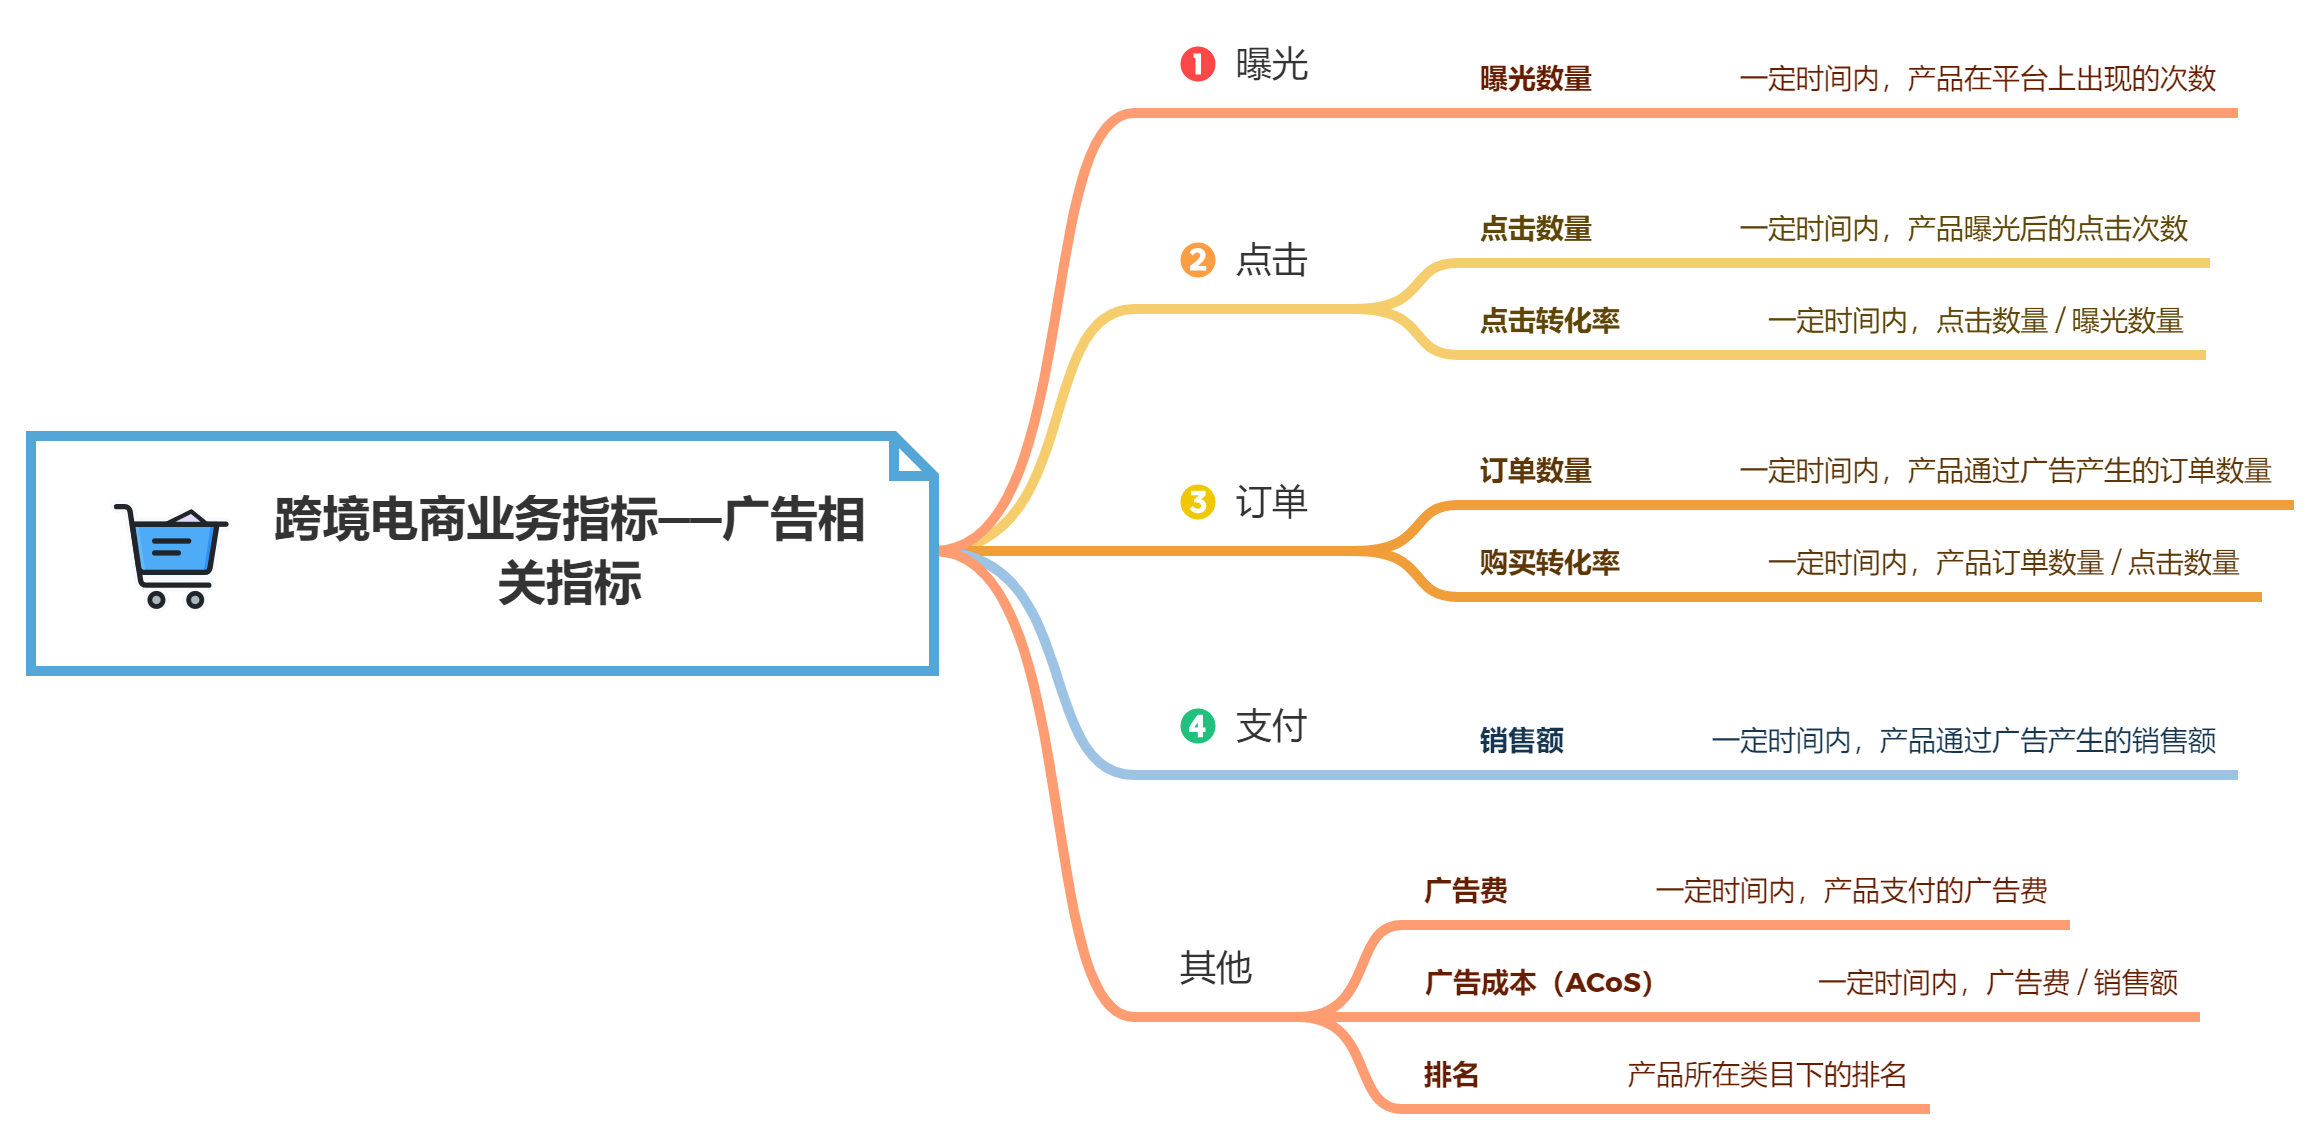 跨境电商业务指标——广告相
关指标
1 曝光
曝光数量 一定时间内，产品在平台上出现的次数
2 点击
点击数量 一定时间内，产品曝光后的点击次数
点击转化率 一定时间内，点击数量 / 曝光数量
3 订单
订单数量 一定时间内，产品通过广告产生的订单数量
购买转化率 一定时间内，产品订单数量 / 点击数量
4 支付
销售额 一定时间内，产品通过广告产生的销售额
其他
广告费 一定时间内，产品支付的广告费
广告成本（ACoS） 一定时间内，广告费 / 销售额
排名 产品所在类目下的排名